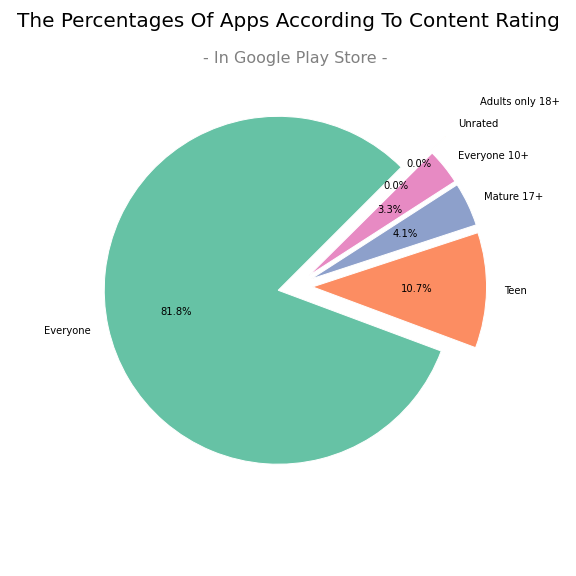 The Percentages Of Apps According To Content Rating
- In Google Play Store -
Adults only 18+
Unrated
Everyone 10+
0.0%
0.0%
Mature 17+
3.3%
4.1%
10.7%
Teen
81.8%
Everyone